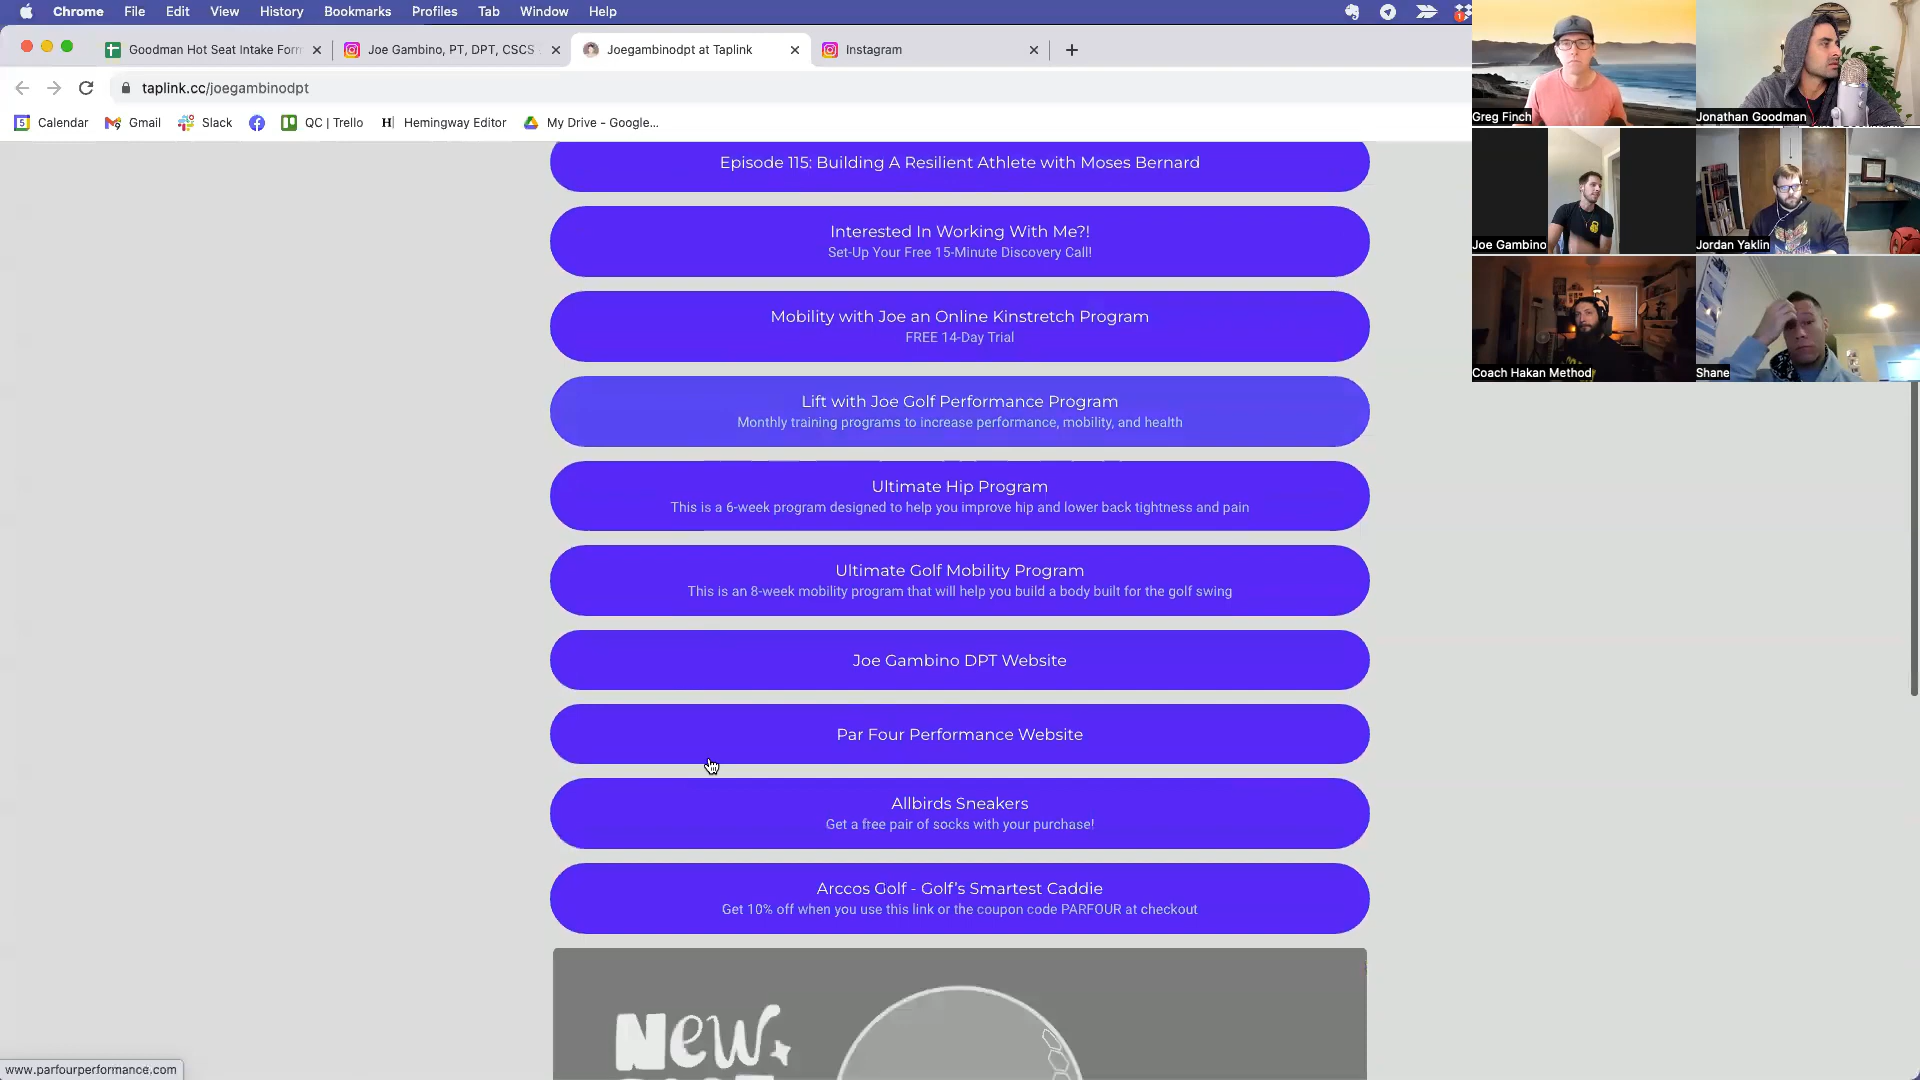 Chrome File Edit View History Bookmarks Profiles Tab Window Help
1
Goodman Hot Seat Intake Form
Joe Gambino, PT, DPT, CSCS
Joegambinodpt at Taplink
Instagram
taplink.cc/joegambinodpt
Calendar
Gmail
Slack
QC | Trello
Hemingway Editor
My Drive - Google...
Greg Finch
Jonathan Goodman
Joe Gambino
Jordan Yaklin
Coach Hakan Method
Shane
Episode 115: Building A Resilient Athlete with Moses Bernard
Interested In Working With Me?!
Set-Up Your Free 15-Minute Discovery Call!
Mobility with Joe an Online Kinstretch Program
FREE 14-Day Trial
Lift with Joe Golf Performance Program
Monthly training programs to increase performance, mobility, and health
Ultimate Hip Program
This is a 6-week program designed to help you improve hip and lower back tightness and pain
Ultimate Golf Mobility Program
This is an 8-week mobility program that will help you build a body built for the golf swing
Joe Gambino DPT Website
Par Four Performance Website
Allbirds Sneakers
Get a free pair of socks with your purchase!
Arccos Golf - Golf's Smartest Caddie
Get 10% off when you use this link or the coupon code PARFOUR at checkout
New
www.parfourperformance.com